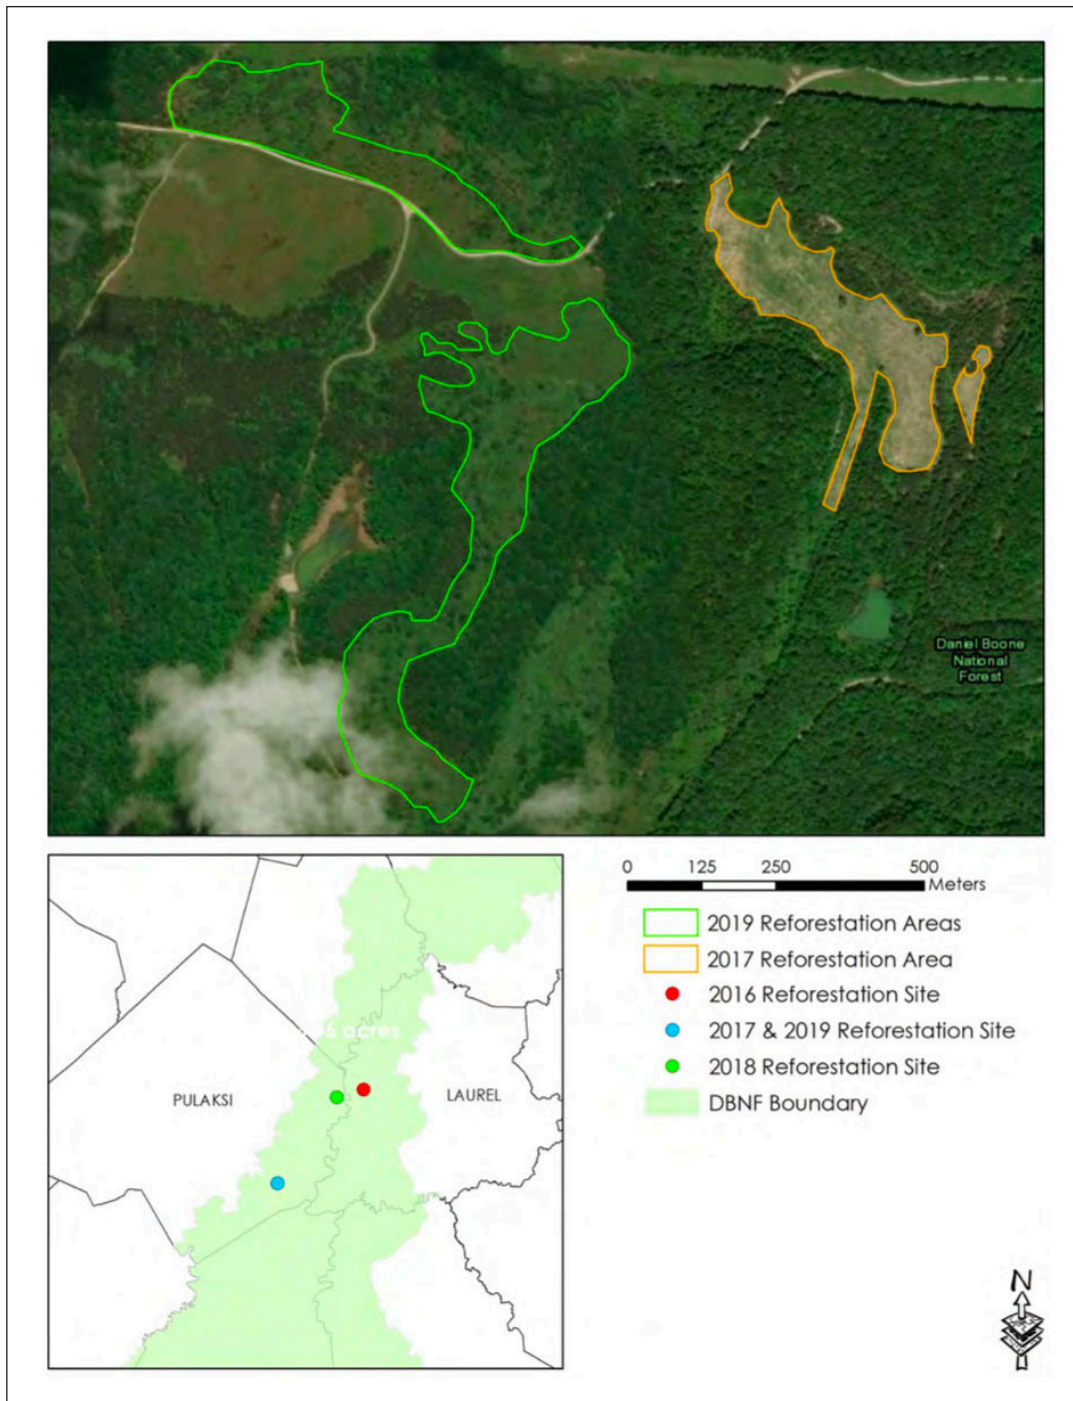 Daniel Boone
National
Forest
0 125 250 500
Meters
2019 Reforestation Areas
2017 Reforestation Area
2016 Reforestation Site
2017 & 2019 Reforestation Site
2018 Reforestation Site
DBNF Boundary
acres
PULAKSI
LAUREL
N